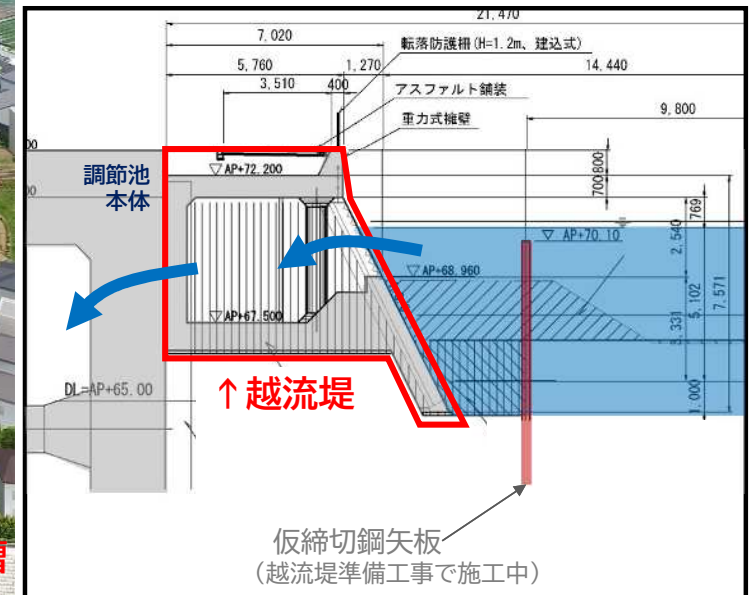 21,470
7,020
転落防護柵(H=1.2m、建込式)
5,760
1,270
14,440
3,510
400
アスファルト舗装
9,800
重力式擁壁
調節池
本体
▽AP+72.200
800
700
769
2,540
▽ AP+70.10
▽AP+68.960
5,102
7,571
▽AP+67.500
1,000
DL=AP+65.00
↑越流堤
仮締切鋼矢板
(越流堤準備工事で施工中)